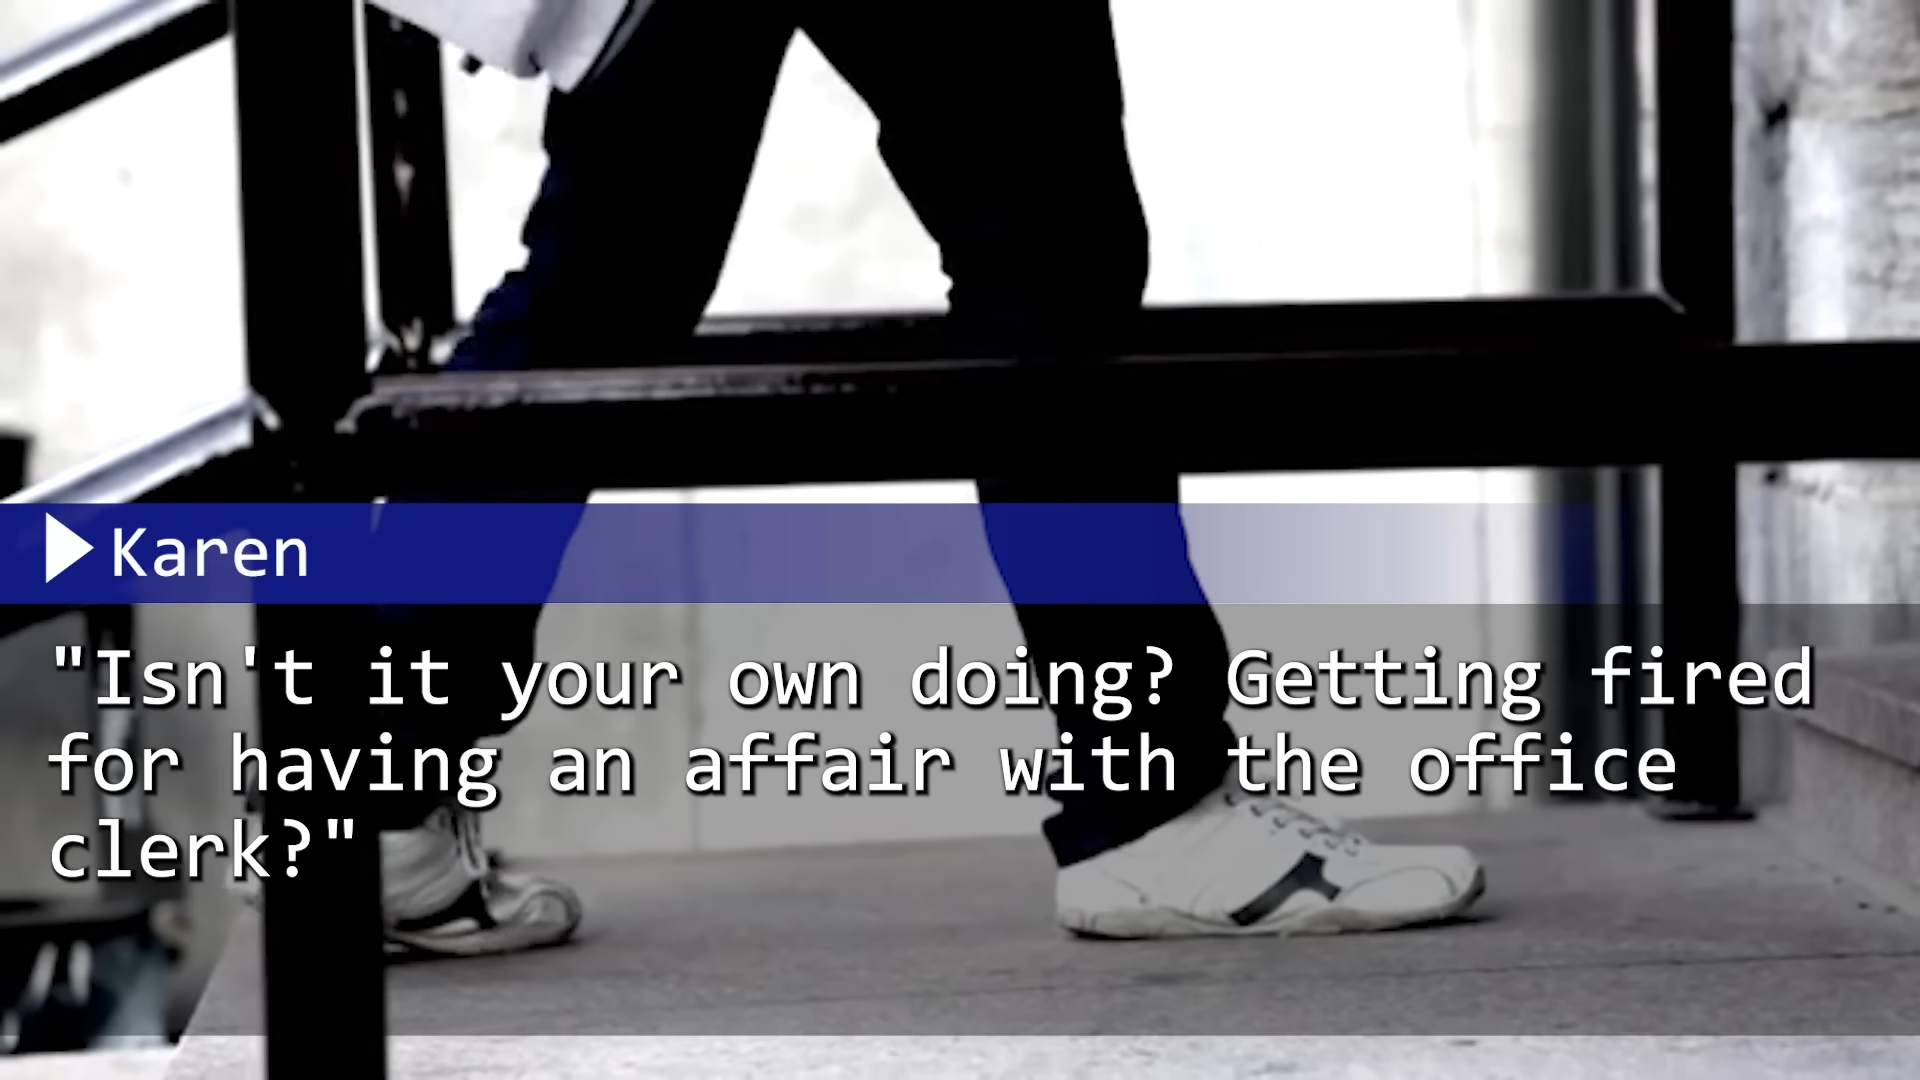 Karen
"Isn't it your own doing? Getting fired
for having an affair with the office
clerk?"